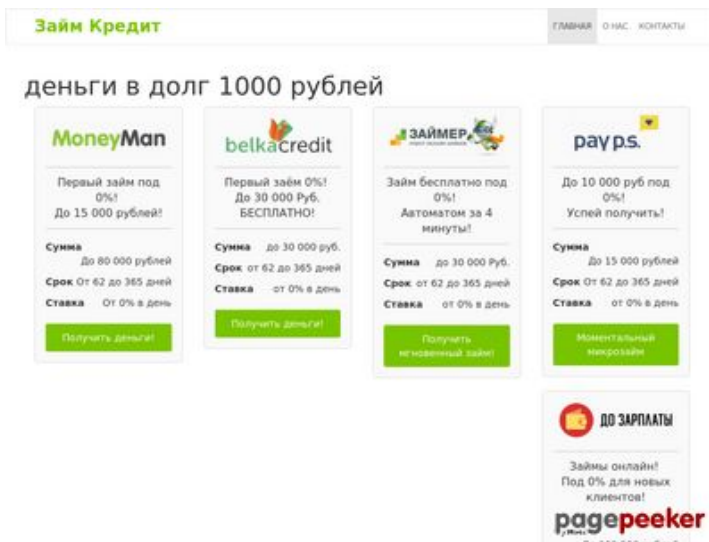 Займ Кредит
ГЛАВНАЯ О НАС КОНТАКТЫ
деньги в долг 1000 рублей
MoneyMan
Первый займ под
0%!
До 15 000 рублей!
Сумма
До 80 000 рублей
Срок От 62 до 365 дней
Ставка От 0% в день
Получить деньги!
belkacredit
Первый заём 0%!
До 30 000 Руб.
БЕСПЛАТНО!
Сумма до 30 000 руб.
Срок от 62 до 365 дней
Ставка от 0% в день
Получить деньги!
ЗАЙМЕР
Займ бесплатно под
0%!
Автоматом за 4
минуты!
Сумма до 30 000 Руб.
Срок от 62 до 365 дней
Ставка от 0% в день
Получить
мгновенный займ!
pay p.s.
До 10 000 руб под
0%!
Успей получить!
Сумма
До 15 000 рублей
Срок От 62 до 365 дней
Ставка от 0% в день
Моментальный
микрозайм
ДО ЗАРПЛАТЫ
Займы онлайн!
Под 0% для новых
клиентов!
pagepeeker